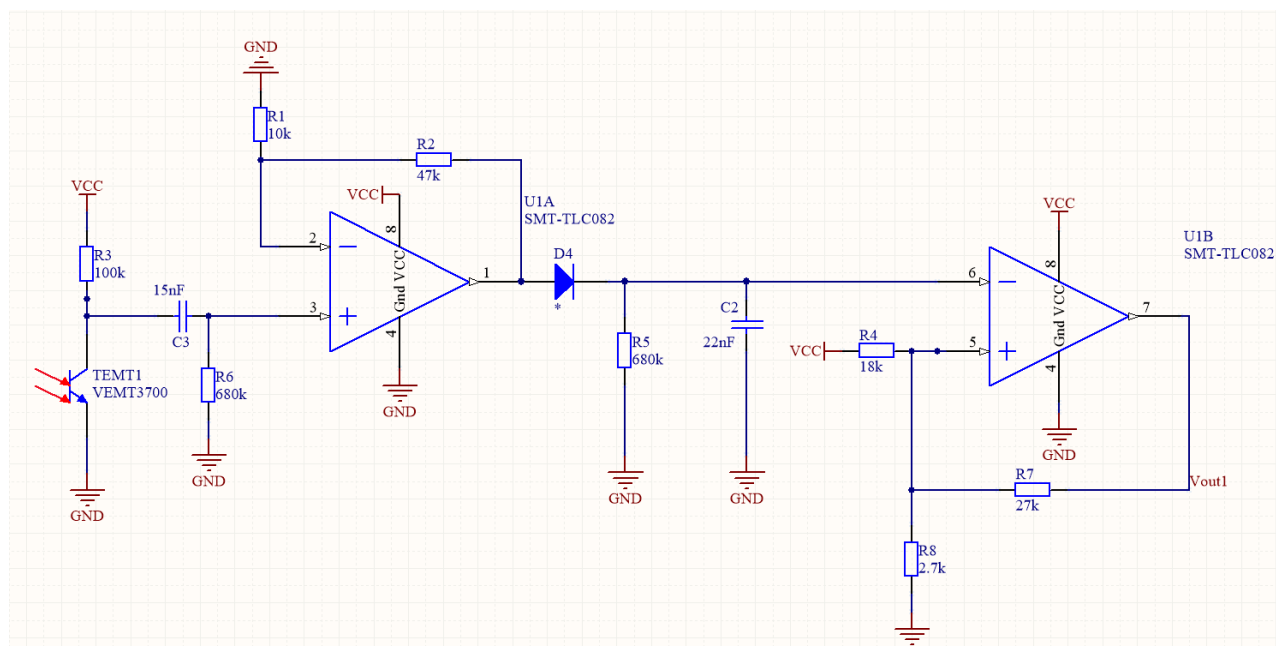 GND
R1
10k
R2
47k
VCC
R3
100k
15nF
C3
TEMT1
VEMT3700
GND
R6
680k
GND
VCC
8
2
3
1
4
Gnd VCC
GND
U1A
SMT-TLC082
D4
*
R5
680k
GND
C2
22nF
GND
VCC
R4
18k
VCC
8
6
5
7
4
Gnd VCC
GND
U1B
SMT-TLC082
R7
27k
Vout1
R8
2.7k